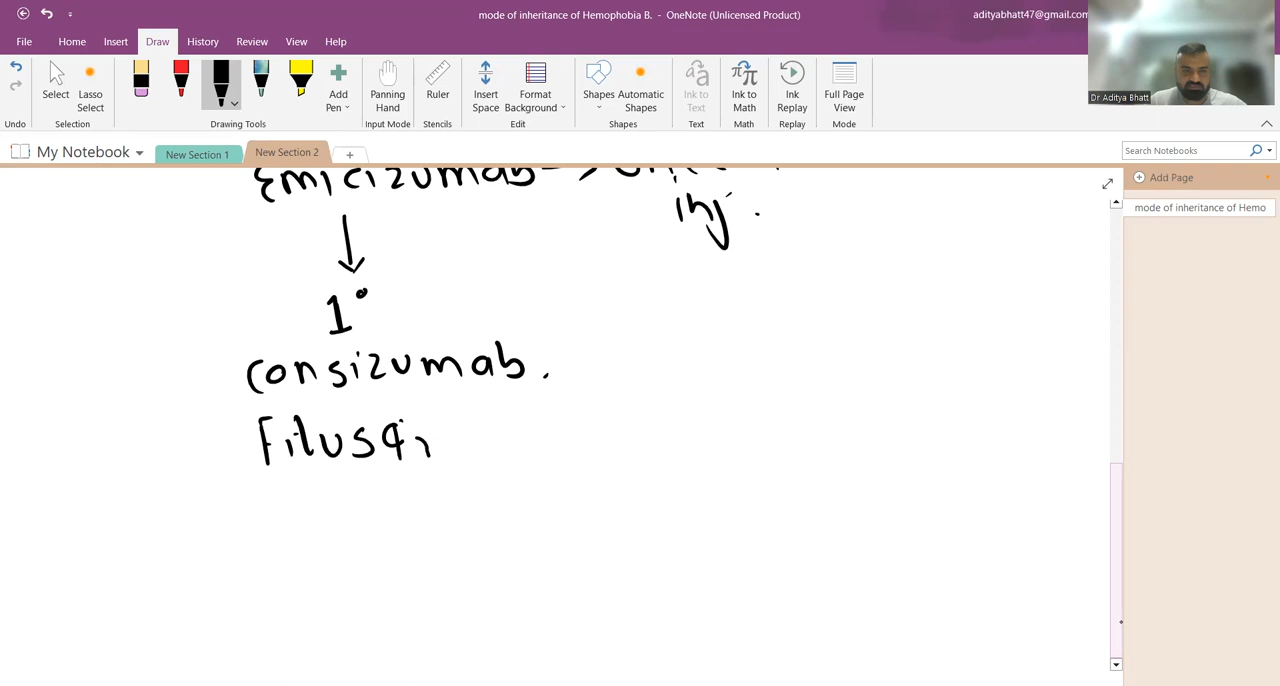 mode of inheritance of Hemophobia B. - OneNote (Unlicensed Product)
adityabhatt47@gmail.com
File Home Insert Draw History Review View Help
Undo
Select
Lasso Select
Add Pen
Panning Hand
Ruler
Insert Space
Format Background
Shapes
Automatic Shapes
Ink to Text
Ink to Math
Ink Replay
Full Page View
Undo Selection Drawing Tools Input Mode Stencils Edit Shapes Text Math Replay Mode
Dr Aditya Bhatt
My Notebook New Section 1 New Section 2
Search Notebooks
Add Page
mode of inheritance of Hemo
Emicizumab →
inj.
↓
1°
Consizumab.